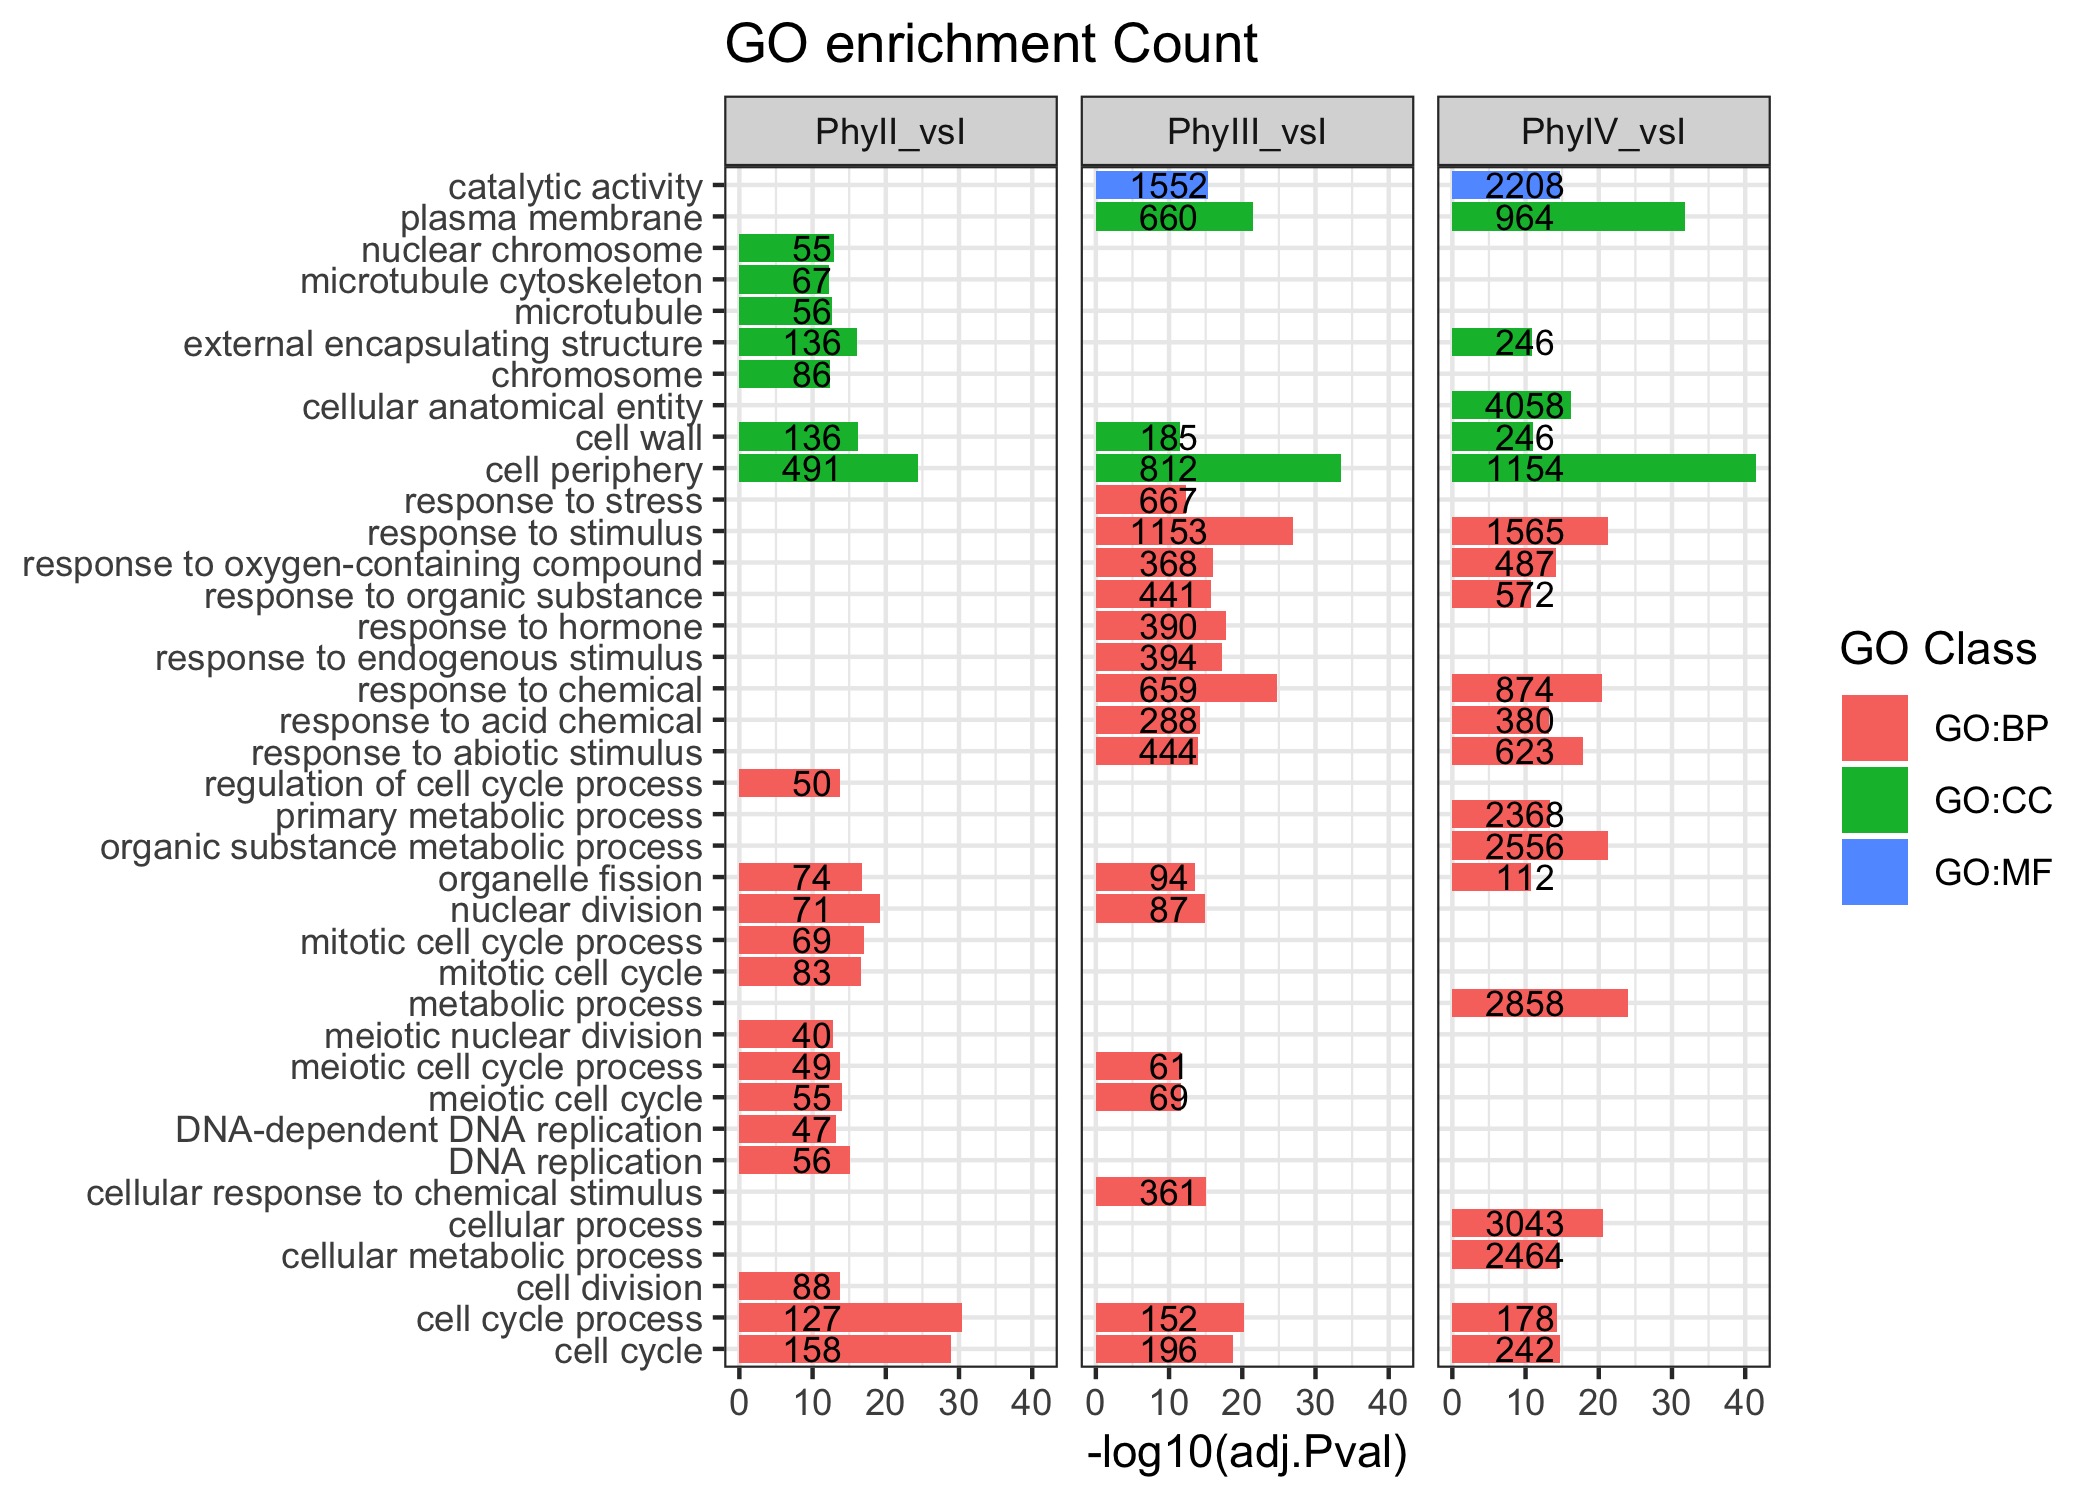 GO enrichment Count
PhyII_vsI PhyIII_vsI PhyIV_vsI
catalytic activity 1552 2208
plasma membrane 660 964
nuclear chromosome 55
microtubule cytoskeleton 67
microtubule 56
external encapsulating structure 136 246
chromosome 86
cellular anatomical entity 4058
cell wall 136 185 246
cell periphery 491 812 1154
response to stress 667
response to stimulus 1153 1565
response to oxygen-containing compound 368 487
response to organic substance 441 572
response to hormone 390
response to endogenous stimulus 394
response to chemical 659 874
response to acid chemical 288 380
response to abiotic stimulus 444 623
regulation of cell cycle process 50
primary metabolic process 2368
organic substance metabolic process 2556
organelle fission 74 94 112
nuclear division 71 87
mitotic cell cycle process 69
mitotic cell cycle 83
metabolic process 2858
meiotic nuclear division 40
meiotic cell cycle process 49 61
meiotic cell cycle 55 69
DNA-dependent DNA replication 47
DNA replication 56
cellular response to chemical stimulus 361
cellular process 3043
cellular metabolic process 2464
cell division 88
cell cycle process 127 152 178
cell cycle 158 196 242
0 10 20 30 40 0 10 20 30 40 0 10 20 30 40
-log10(adj.Pval)
GO Class
GO:BP
GO:CC
GO:MF